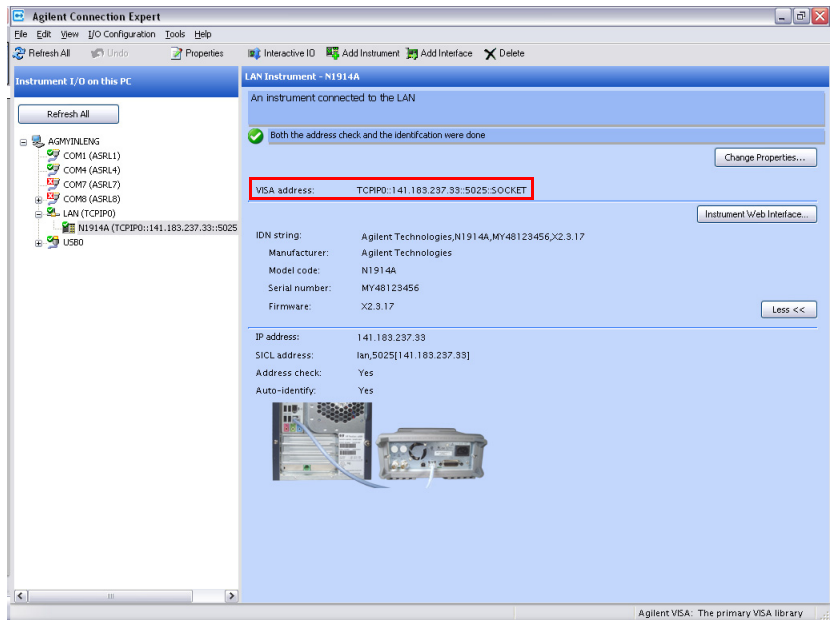 Agilent Connection Expert
File Edit View I/O Configuration Tools Help
Refresh All Undo Properties Interactive IO Add Instrument Add Interface Delete
Instrument I/O on this PC
Refresh All
AGMYINLENG
COM1 (ASRL1)
COM4 (ASRL4)
COM7 (ASRL7)
COM8 (ASRL8)
LAN (TCPIP0)
N1914A (TCPIP0::141.183.237.33::5025
USB0
LAN Instrument - N1914A
An instrument connected to the LAN
Both the address check and the identifcation were done
Change Properties...
VISA address: TCPIP0::141.183.237.33::5025::SOCKET
Instrument Web Interface...
IDN string: Agilent Technologies,N1914A,MY48123456,X2.3.17
Manufacturer: Agilent Technologies
Model code: N1914A
Serial number: MY48123456
Firmware: X2.3.17
Less <<
IP address: 141.183.237.33
SICL address: lan,5025[141.183.237.33]
Address check: Yes
Auto-identify: Yes
Agilent VISA: The primary VISA library